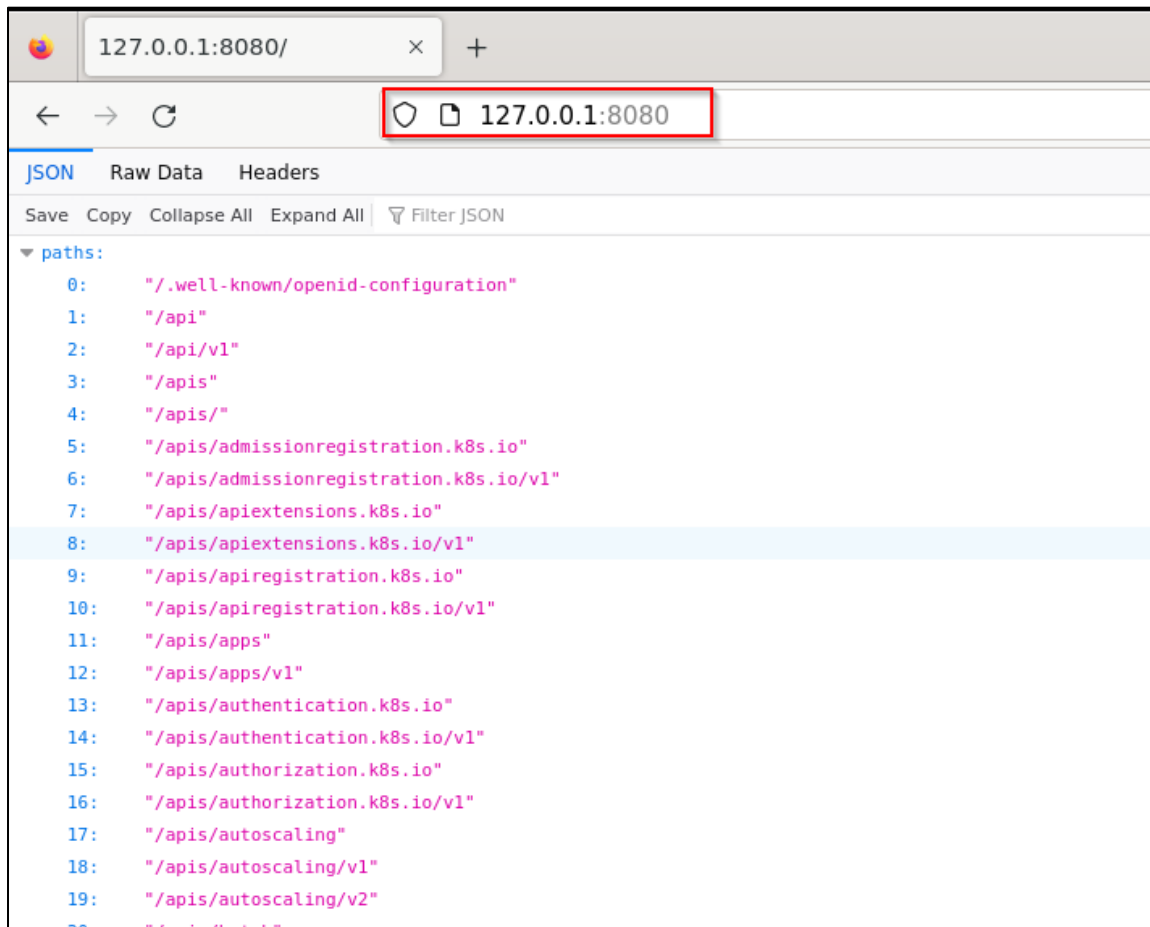 127.0.0.1:8080/
127.0.0.1:8080
JSON Raw Data Headers
Save Copy Collapse All Expand All Filter JSON
paths:
0: "/.well-known/openid-configuration"
1: "/api"
2: "/api/v1"
3: "/apis"
4: "/apis/"
5: "/apis/admissionregistration.k8s.io"
6: "/apis/admissionregistration.k8s.io/v1"
7: "/apis/apiextensions.k8s.io"
8: "/apis/apiextensions.k8s.io/v1"
9: "/apis/apiregistration.k8s.io"
10: "/apis/apiregistration.k8s.io/v1"
11: "/apis/apps"
12: "/apis/apps/v1"
13: "/apis/authentication.k8s.io"
14: "/apis/authentication.k8s.io/v1"
15: "/apis/authorization.k8s.io"
16: "/apis/authorization.k8s.io/v1"
17: "/apis/autoscaling"
18: "/apis/autoscaling/v1"
19: "/apis/autoscaling/v2"